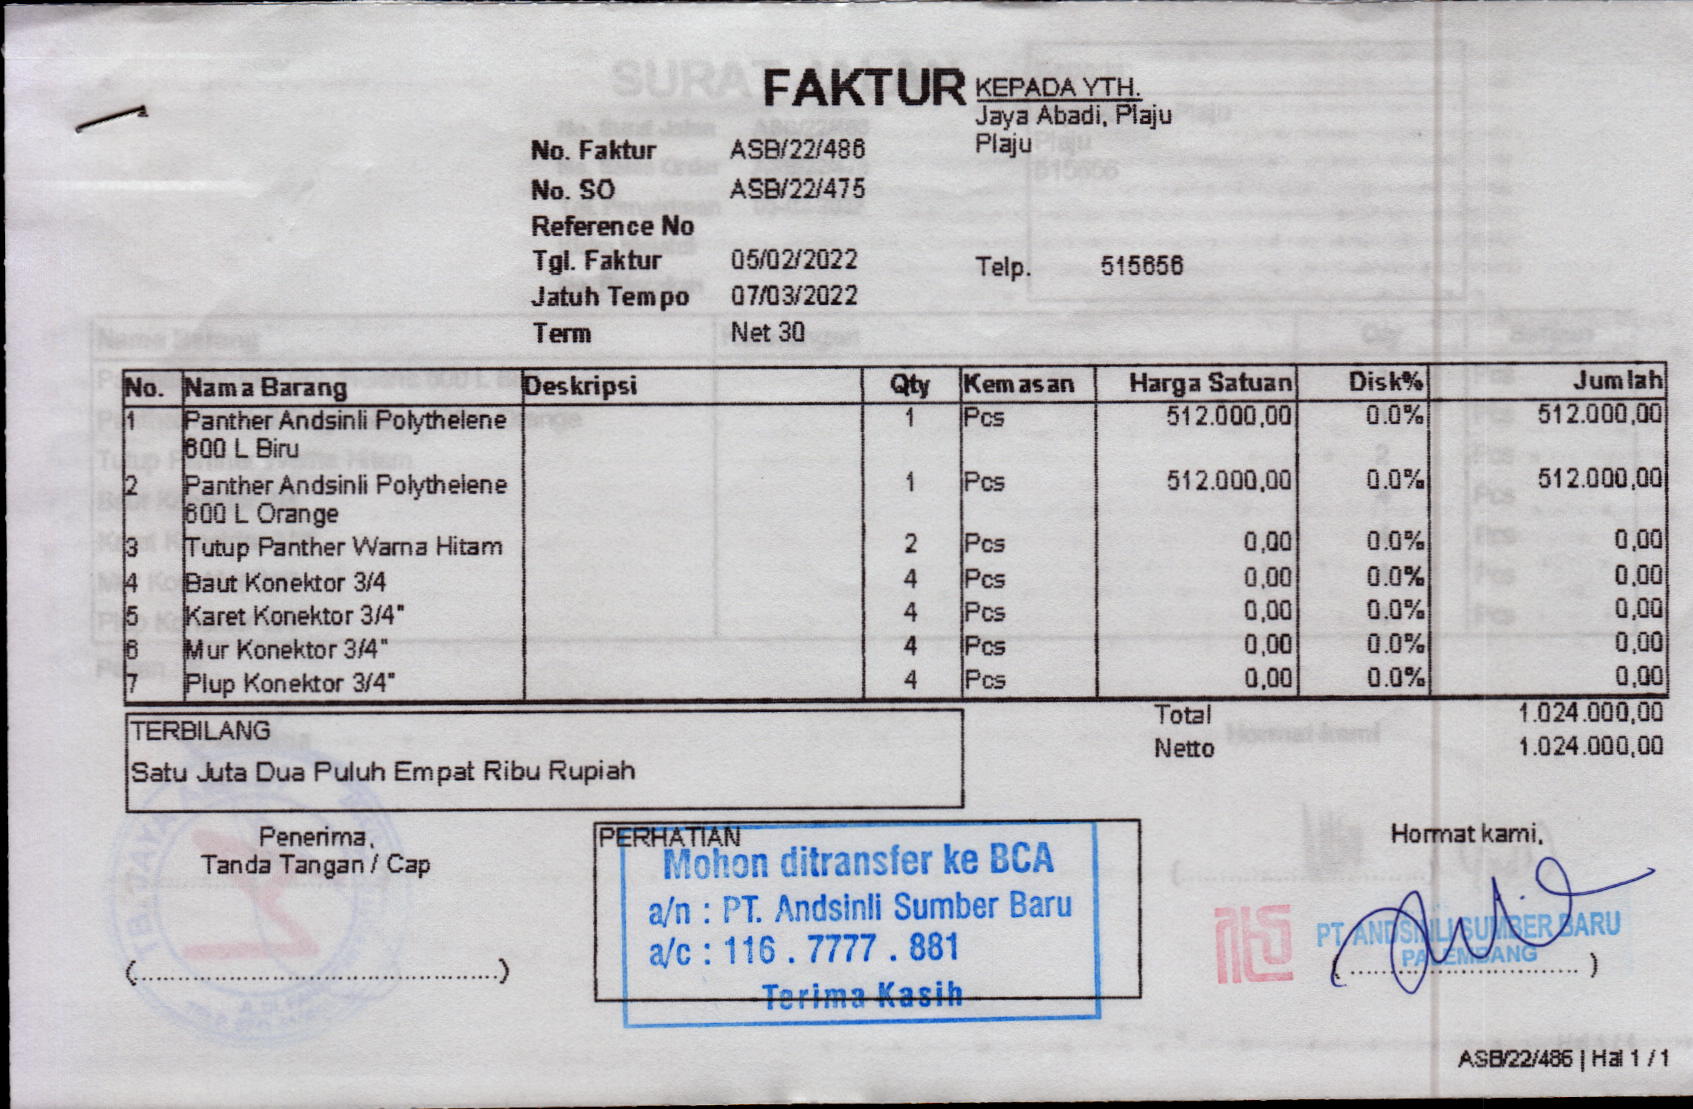 FAKTUR
KEPADA YTH.
Jaya Abadi, Plaju
Plaju
No. Faktur ASB/22/486
No. SO ASB/22/475
Reference No
Tgl. Faktur 05/02/2022
Telp. 515656
Jatuh Tempo 07/03/2022
Term Net 30
No. Nama Barang Deskripsi Qty Kemasan Harga Satuan Disk% Jumlah
1 Panther Andsinli Polythelene 1 Pcs 512.000,00 0.0% 512.000,00
600 L Biru
2 Panther Andsinli Polythelene 1 Pcs 512.000,00 0.0% 512.000,00
600 L Orange
3 Tutup Panther Warna Hitam 2 Pcs 0,00 0.0% 0,00
4 Baut Konektor 3/4 4 Pcs 0,00 0.0% 0,00
5 Karet Konektor 3/4" 4 Pcs 0,00 0.0% 0,00
6 Mur Konektor 3/4" 4 Pcs 0,00 0.0% 0,00
7 Plup Konektor 3/4" 4 Pcs 0,00 0.0% 0,00
Total 1.024.000,00
Netto 1.024.000,00
TERBILANG
Satu Juta Dua Puluh Empat Ribu Rupiah
Penerima,
Tanda Tangan / Cap
(....................................................)
PERHATIAN
Mohon ditransfer ke BCA
a/n : PT. Andsinli Sumber Baru
a/c : 116 . 7777 . 881
Terima Kasih
Hormat kami,
PT. ANDSINLI SUMBER BARU
PALEMBANG
(....................................)
ASB/22/486 | Hal 1 / 1